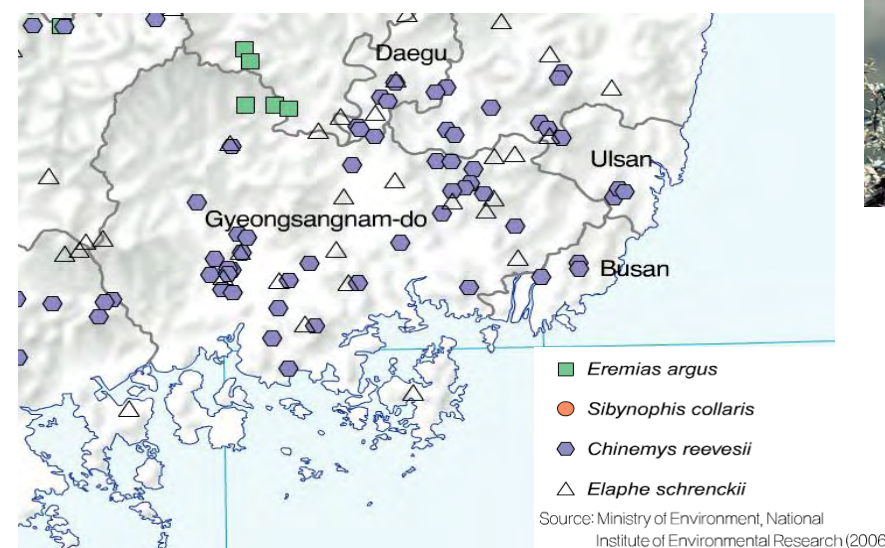 Daegu
Ulsan
Gyeongsangnam-do
Busan
Eremias argus
Sibynophis collaris
Chinemys reevesii
Elaphe schrenckii
Source: Ministry of Environment, National
Institute of Environmental Research (2006